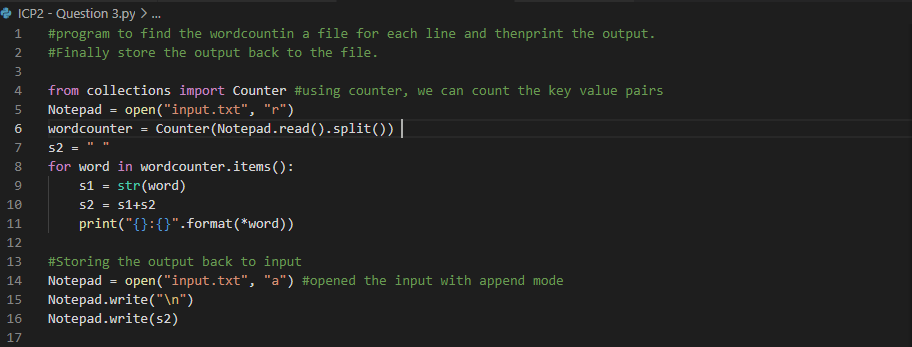 ICP2 - Question 3.py > ...
1 #program to find the wordcountin a file for each line and thenprint the output.
2 #Finally store the output back to the file.
3
4 from collections import Counter #using counter, we can count the key value pairs
5 Notepad = open("input.txt", "r")
6 wordcounter = Counter(Notepad.read().split())
7 s2 = " "
8 for word in wordcounter.items():
9     s1 = str(word)
10     s2 = s1+s2
11     print("{}:{}".format(*word))
12
13 #Storing the output back to input
14 Notepad = open("input.txt", "a") #opened the input with append mode
15 Notepad.write("\n")
16 Notepad.write(s2)
17